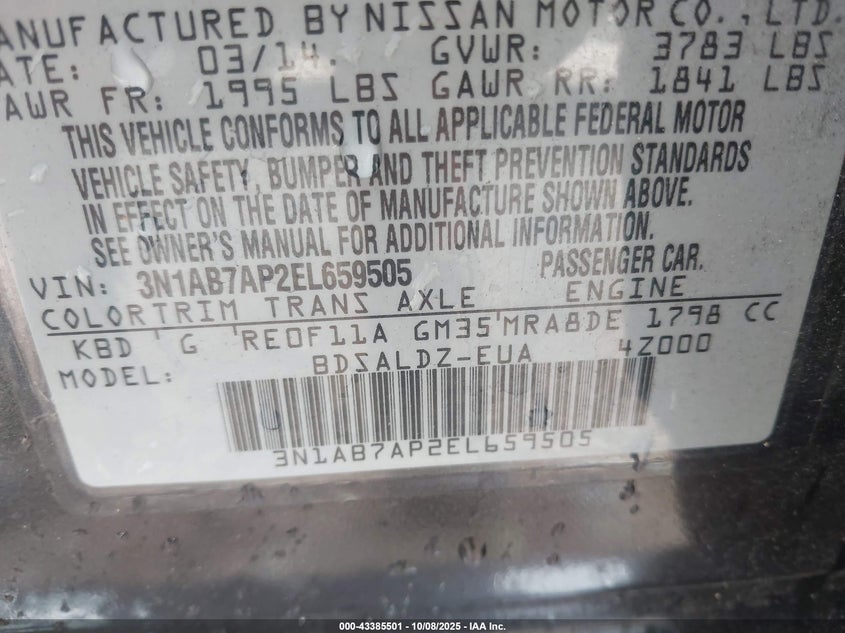 ANUFACTURED BY NISSAN MOTOR CO., LTD.
ATE: 03/14. GVWR: 3783 LBS
AWR FR: 1995 LBS GAWR RR: 1841 LBS
THIS VEHICLE CONFORMS TO ALL APPLICABLE FEDERAL MOTOR
VEHICLE SAFETY, BUMPER AND THEFT PREVENTION STANDARDS
IN EFFECT ON THE DATE OF MANUFACTURE SHOWN ABOVE.
SEE OWNER'S MANUAL FOR ADDITIONAL INFORMATION.
VIN: 3N1AB7AP2EL659505 PASSENGER CAR.
COLORTRIM TRANS AXLE ENGINE
KBD ' G 'RE0F11A GM35'MRA8DE 1798 CC
MODEL: BDSALDZ-EUA 4Z000
3N1AB7AP2EL659505
000-43385501 - 10/08/2025 - IAA Inc.